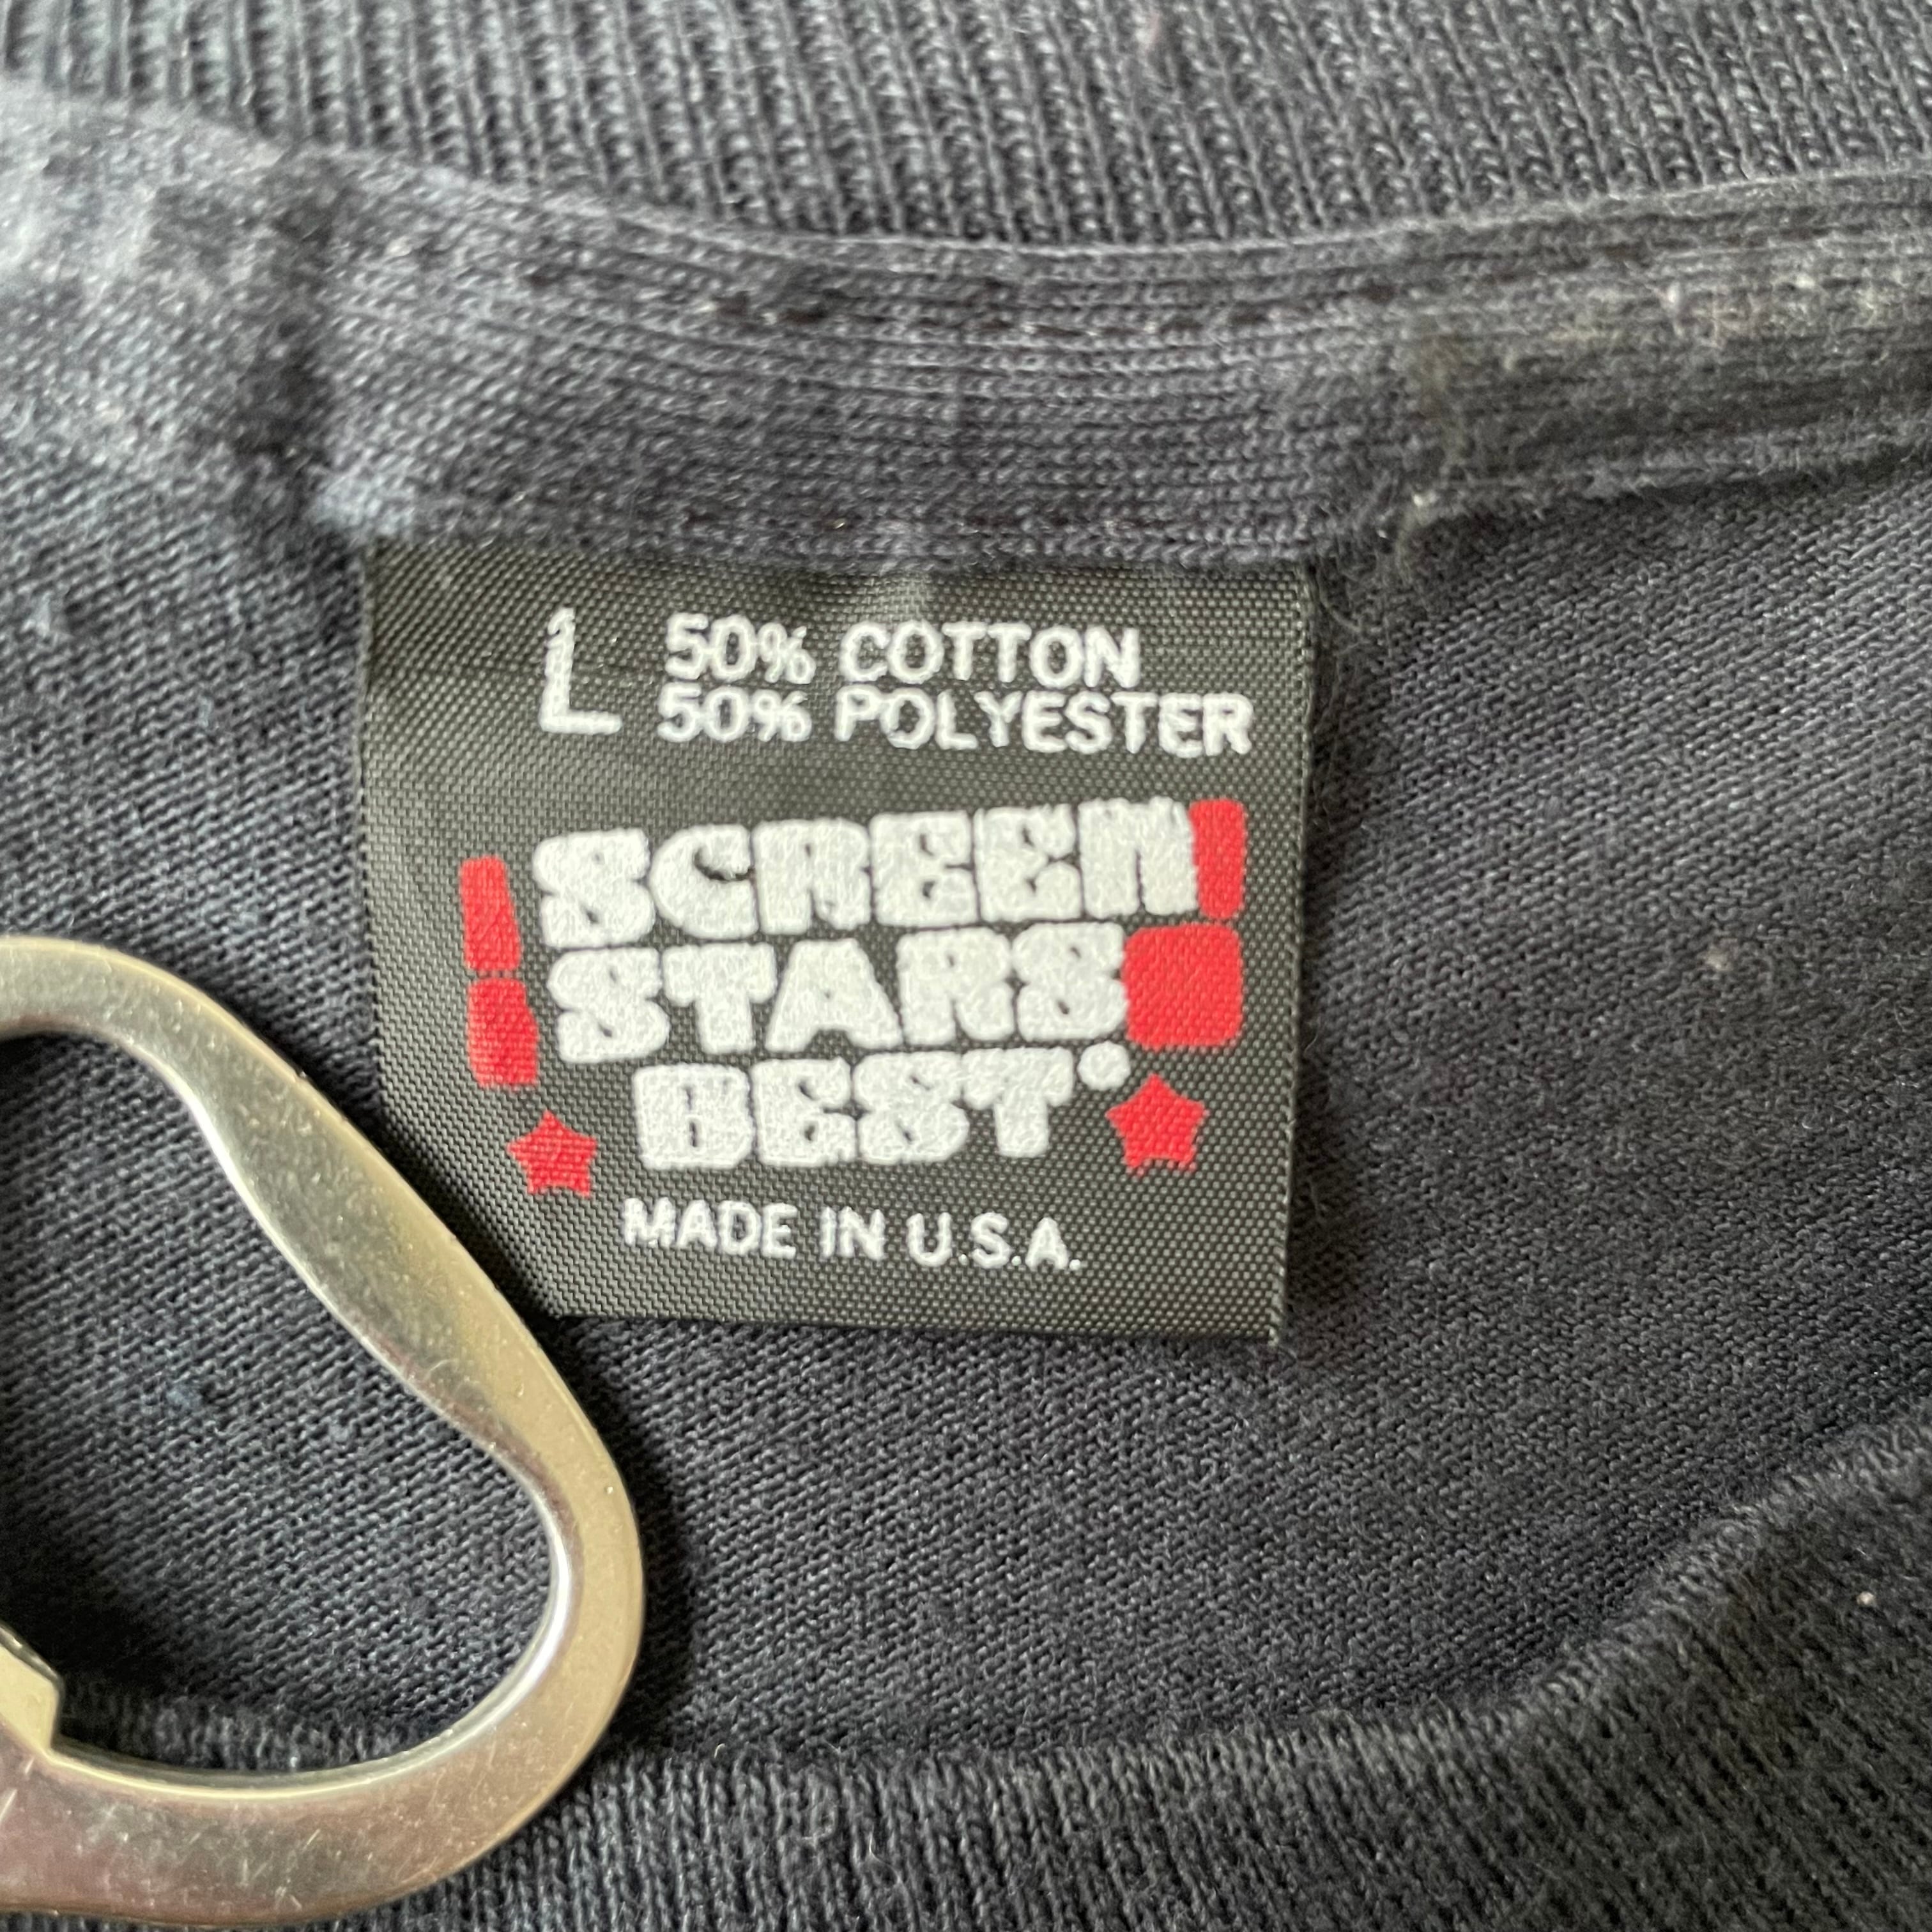 L 50% COTTON
50% POLYESTER
SCREEN
STARS
BEST
MADE IN U.S.A.